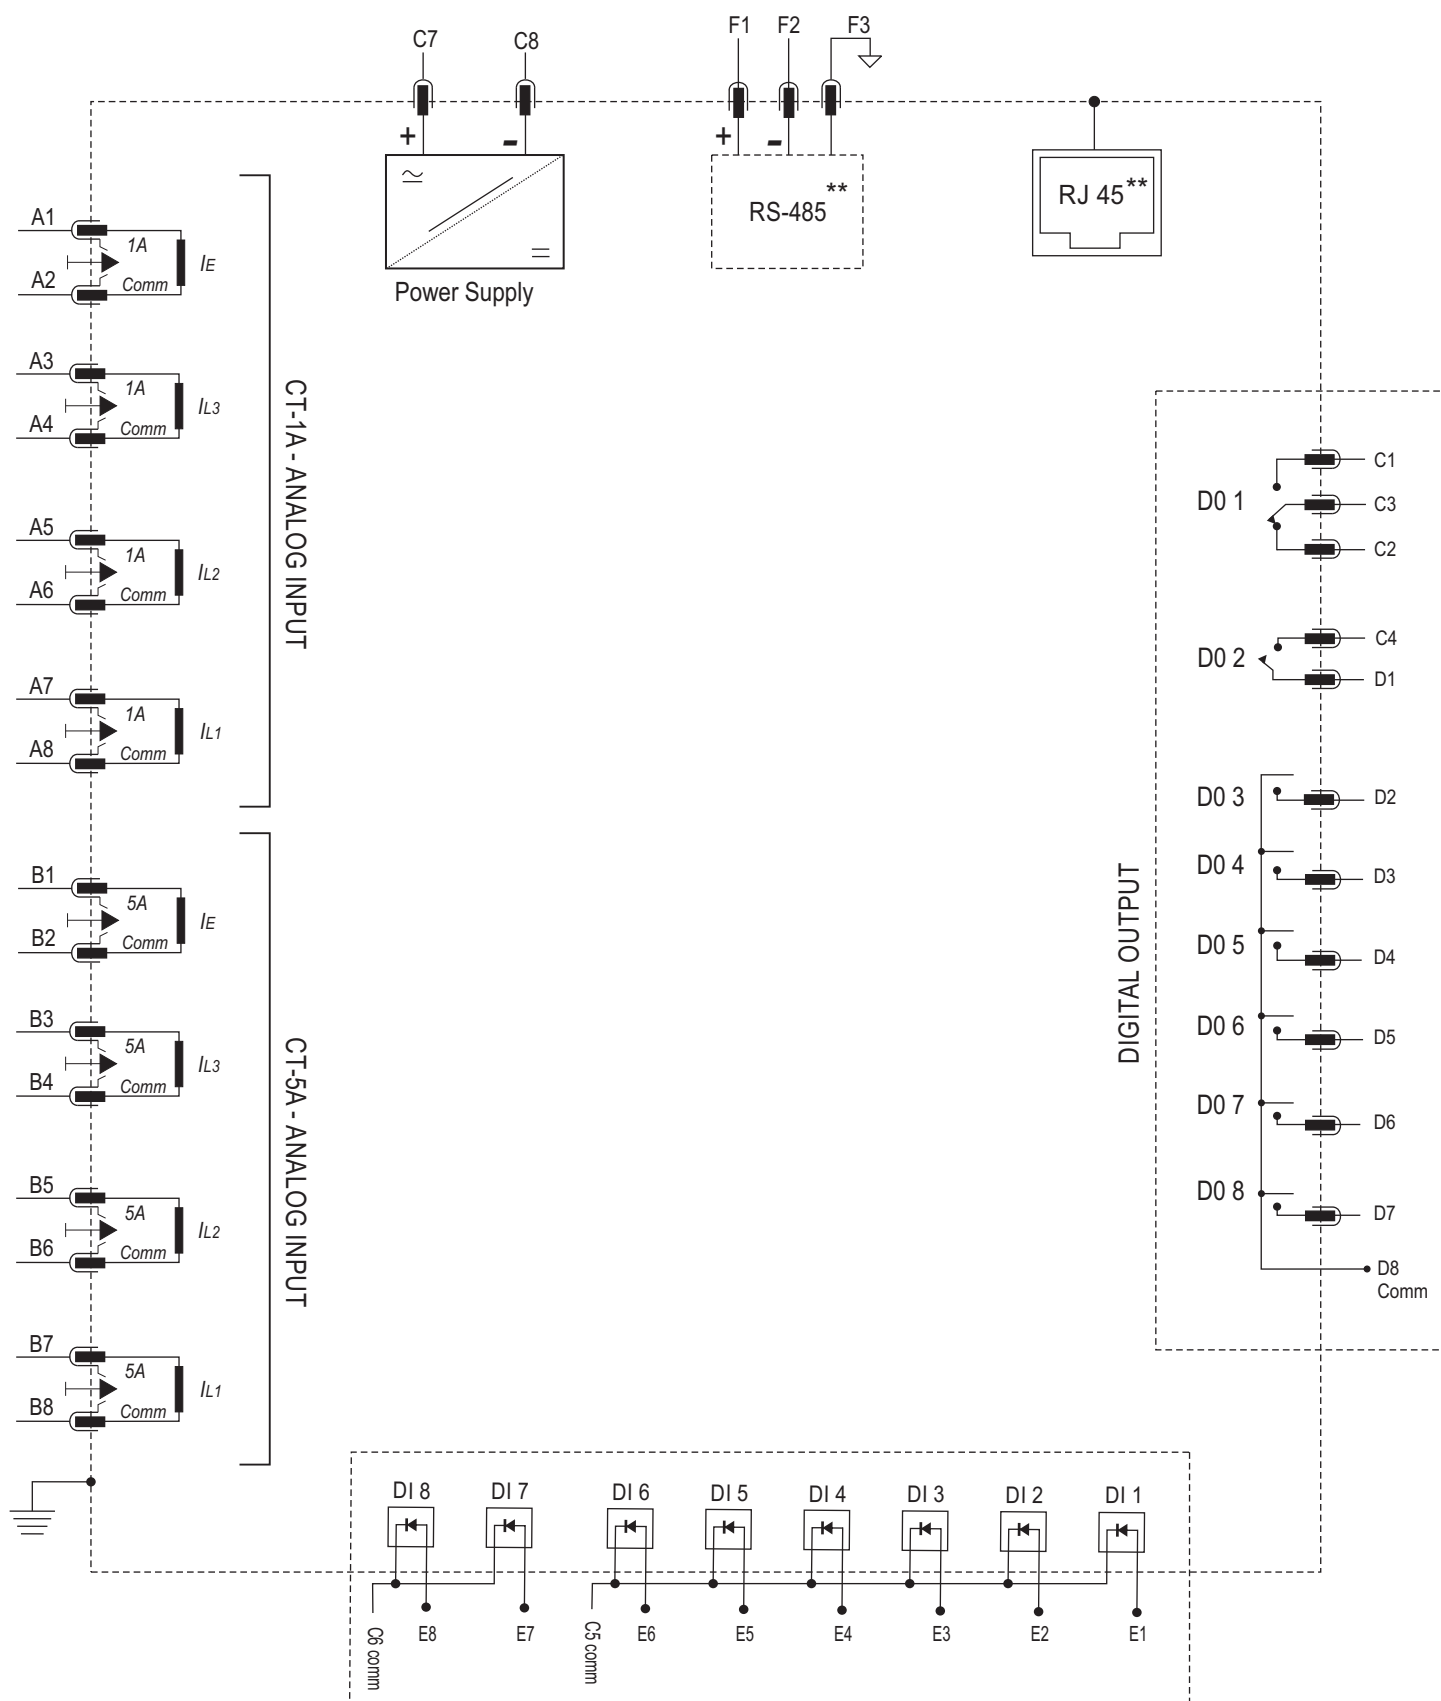 C7
C8
F1
F2
F3
+
-
+
-
RS-485**
RJ 45**
Power Supply
A1
1A
IE
A2
Comm
A3
1A
IL3
A4
Comm
A5
1A
IL2
A6
Comm
A7
1A
IL1
A8
Comm
CT-1A - ANALOG INPUT
B1
5A
IE
B2
Comm
B3
5A
IL3
B4
Comm
B5
5A
IL2
B6
Comm
B7
5A
IL1
B8
Comm
CT-5A - ANALOG INPUT
DIGITAL OUTPUT
D0 1
C1
C3
C2
D0 2
C4
D1
D0 3
D2
D0 4
D3
D0 5
D4
D0 6
D5
D0 7
D6
D0 8
D7
D8
Comm
DI 8
DI 7
DI 6
DI 5
DI 4
DI 3
DI 2
DI 1
C6 comm
E8
E7
C5 comm
E6
E5
E4
E3
E2
E1